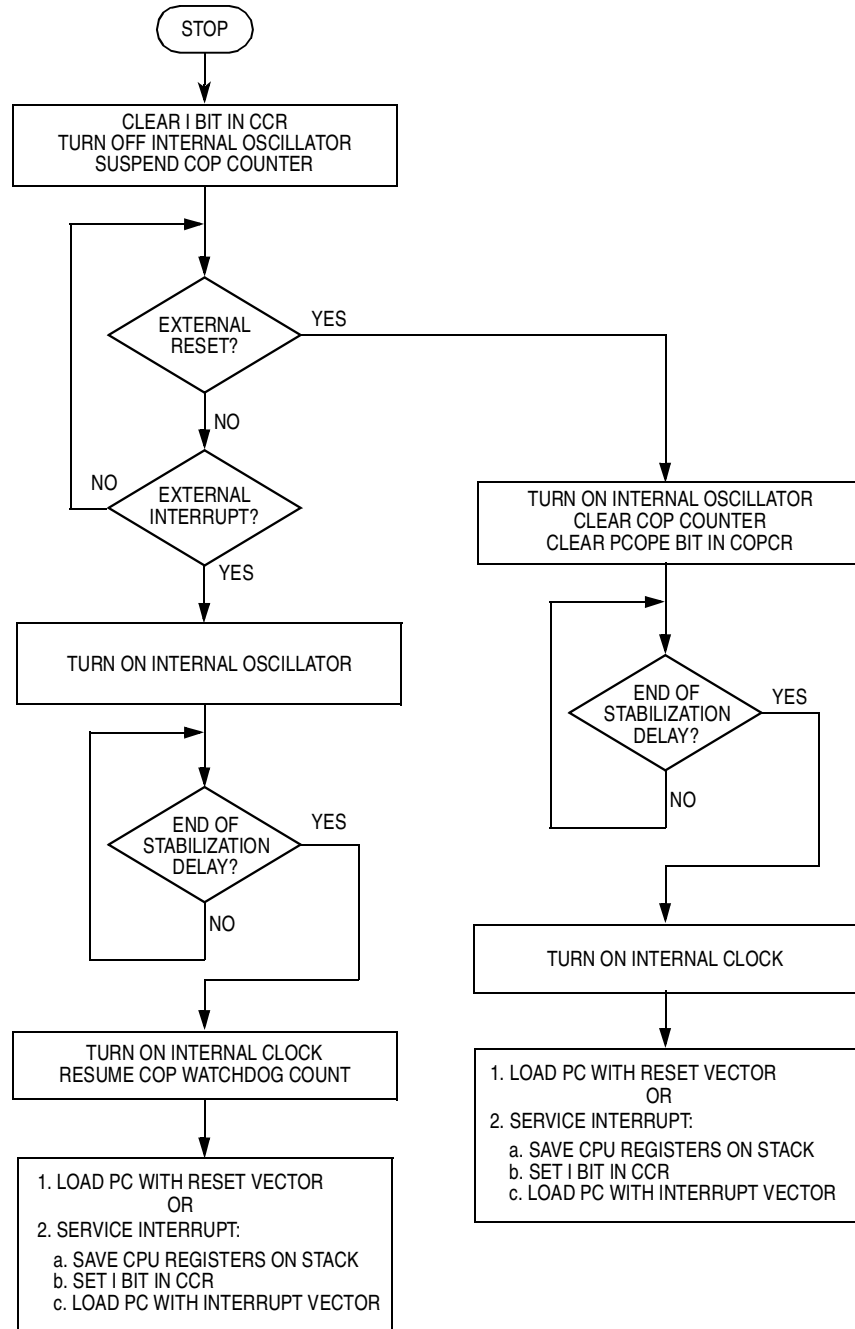 STOP
CLEAR I BIT IN CCR
TURN OFF INTERNAL OSCILLATOR
SUSPEND COP COUNTER
EXTERNAL
RESET?
YES
NO
EXTERNAL
INTERRUPT?
NO
YES
TURN ON INTERNAL OSCILLATOR
END OF
STABILIZATION
DELAY?
YES
NO
TURN ON INTERNAL CLOCK
RESUME COP WATCHDOG COUNT
1. LOAD PC WITH RESET VECTOR
OR
2. SERVICE INTERRUPT:
a. SAVE CPU REGISTERS ON STACK
b. SET I BIT IN CCR
c. LOAD PC WITH INTERRUPT VECTOR
TURN ON INTERNAL OSCILLATOR
CLEAR COP COUNTER
CLEAR PCOPE BIT IN COPCR
END OF
STABILIZATION
DELAY?
YES
NO
TURN ON INTERNAL CLOCK
1. LOAD PC WITH RESET VECTOR
OR
2. SERVICE INTERRUPT:
a. SAVE CPU REGISTERS ON STACK
b. SET I BIT IN CCR
c. LOAD PC WITH INTERRUPT VECTOR